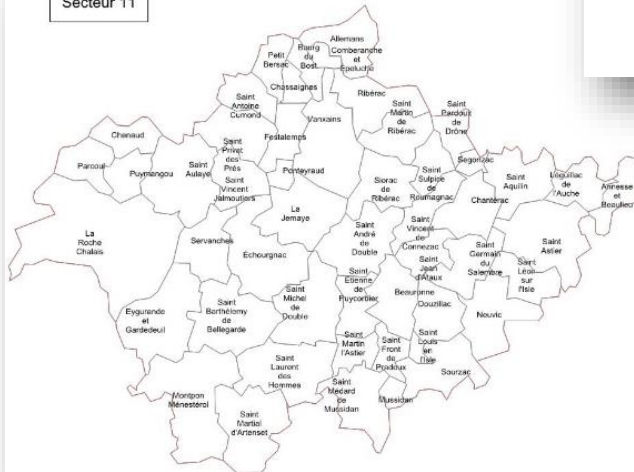 Secteur 11
Allemans
Petit
Bersac
Bourg
du
Bost
Comberanche
et
Epeluche
Chassaignes
Ribérac
Saint
Antoine
Cumond
Vanxains
Saint
Martin
de
Ribérac
Saint
Pardoux
de
Drône
Chenaud
Festalemps
Saint
Privat
des
Prés
Parcoul
Puymangou
Saint
Aulaye
Ponteyraud
Segonzac
Saint
Vincent
Jalmoutiers
Siorac
de
Ribérac
Saint
Sulpice
de
Roumagnac
Saint
Aquilin
Léguillac
de
l'Auche
Annesse
et
Beaulieu
Chantérac
La
Jemaye
Saint
André
de
Double
Saint
Vincent
de
Connezac
La
Roche
Chalais
Servanches
Echourgnac
Saint
Jean
d'Ataux
Saint
Germain
du
Salembre
Saint
Astier
Saint
Léon
sur
l'Isle
Saint
Etienne
de
Puycorbier
Beauronne
Douzillac
Saint
Michel
de
Double
Saint
Barthélomy
de
Bellegarde
Eygurande
et
Gardedeuil
Neuvic
Saint
Martin
l'Astier
Saint
Front
de
Pradoux
Saint
Louis
en
l'Isle
Saint
Laurent
des
Hommes
Sourzac
Saint
Médard
de
Mussidan
Mussidan
Montpon
Ménestérol
Saint
Martial
d'Artenset